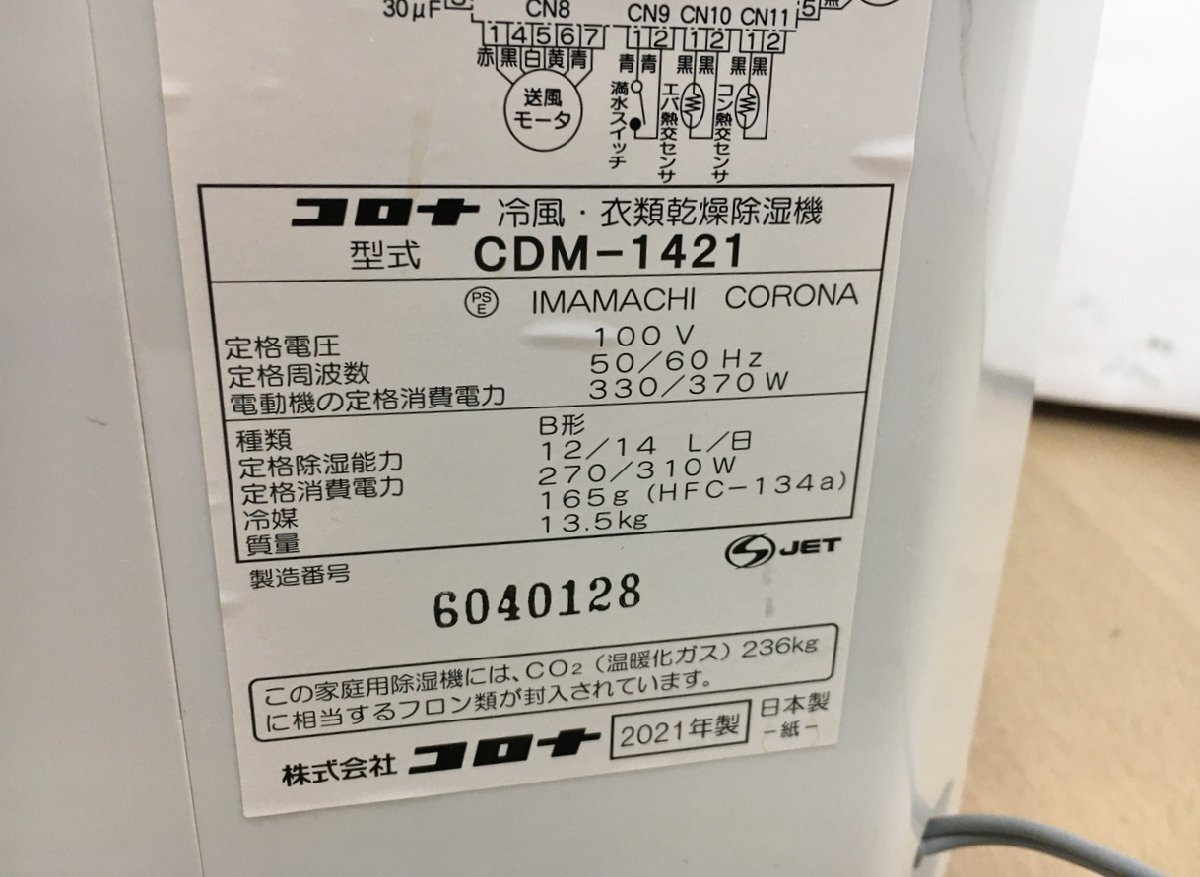 30μF
CN8
CN9 CN10 CN11
5
1 4 5 6 7
1 2
1 2
1 2
赤 黒 白 黄 青
青 青
黒 黒
黒 黒
送風
モータ
満水スイッチ
エバ熱交センサ
コン熱交センサ
コロナ 冷風・衣類乾燥除湿機
型式 CDM-1421
PS
E
IMAMACHI CORONA
定格電圧 100 V
定格周波数 50/60 Hz
電動機の定格消費電力 330/370 W
種類 B形
定格除湿能力 12/14 L/日
定格消費電力 270/310 W
冷媒 165g (HFC-134a)
質量 13.5kg
JET
製造番号
6040128
この家庭用除湿機には、CO2（温暖化ガス）236kg
に相当するフロン類が封入されています。
株式会社 コロナ 2021年製 日本製
-紙-